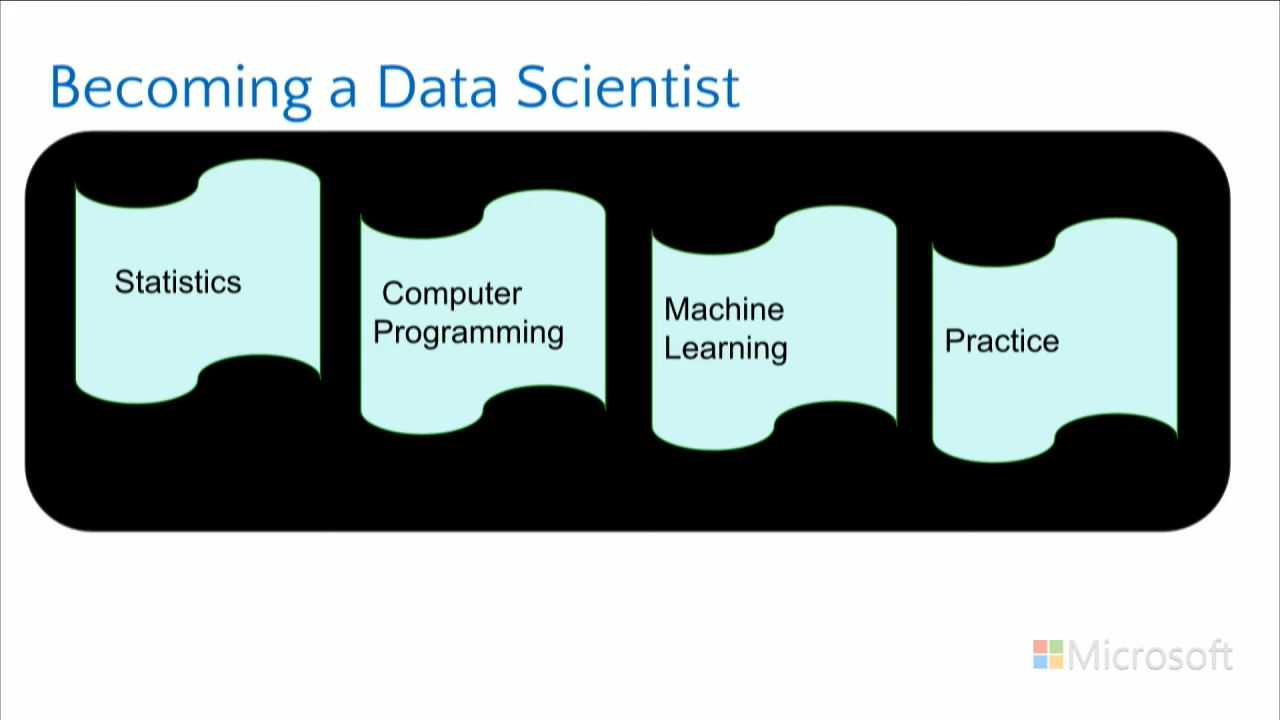 Becoming a Data Scientist
Statistics
Computer
Programming
Machine
Learning
Practice
Microsoft